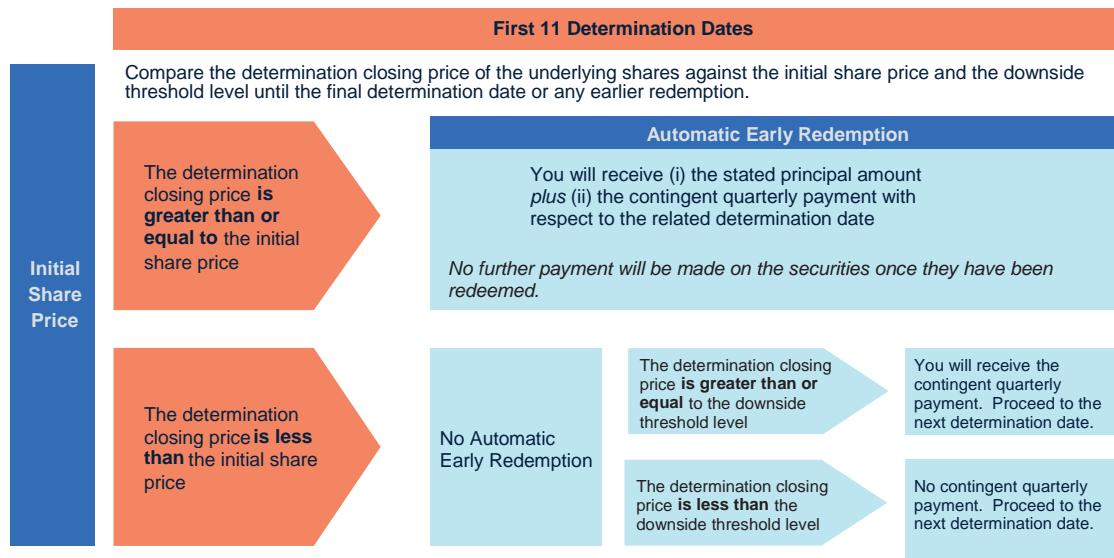 First 11 Determination Dates
Compare the determination closing price of the underlying shares against the initial share price and the downside
threshold level until the final determination date or any earlier redemption.
Initial
Share
Price
The determination
closing price is
greater than or
equal to the initial
share price
Automatic Early Redemption
You will receive (i) the stated principal amount
plus (ii) the contingent quarterly payment with
respect to the related determination date
No further payment will be made on the securities once they have been
redeemed.
The determination
closing price is less
than the initial share
price
No Automatic
Early Redemption
The determination closing
price is greater than or
equal to the downside
threshold level
You will receive the
contingent quarterly
payment.  Proceed to the
next determination date.
The determination closing
price is less than the
downside threshold level
No contingent quarterly
payment.  Proceed to the
next determination date.